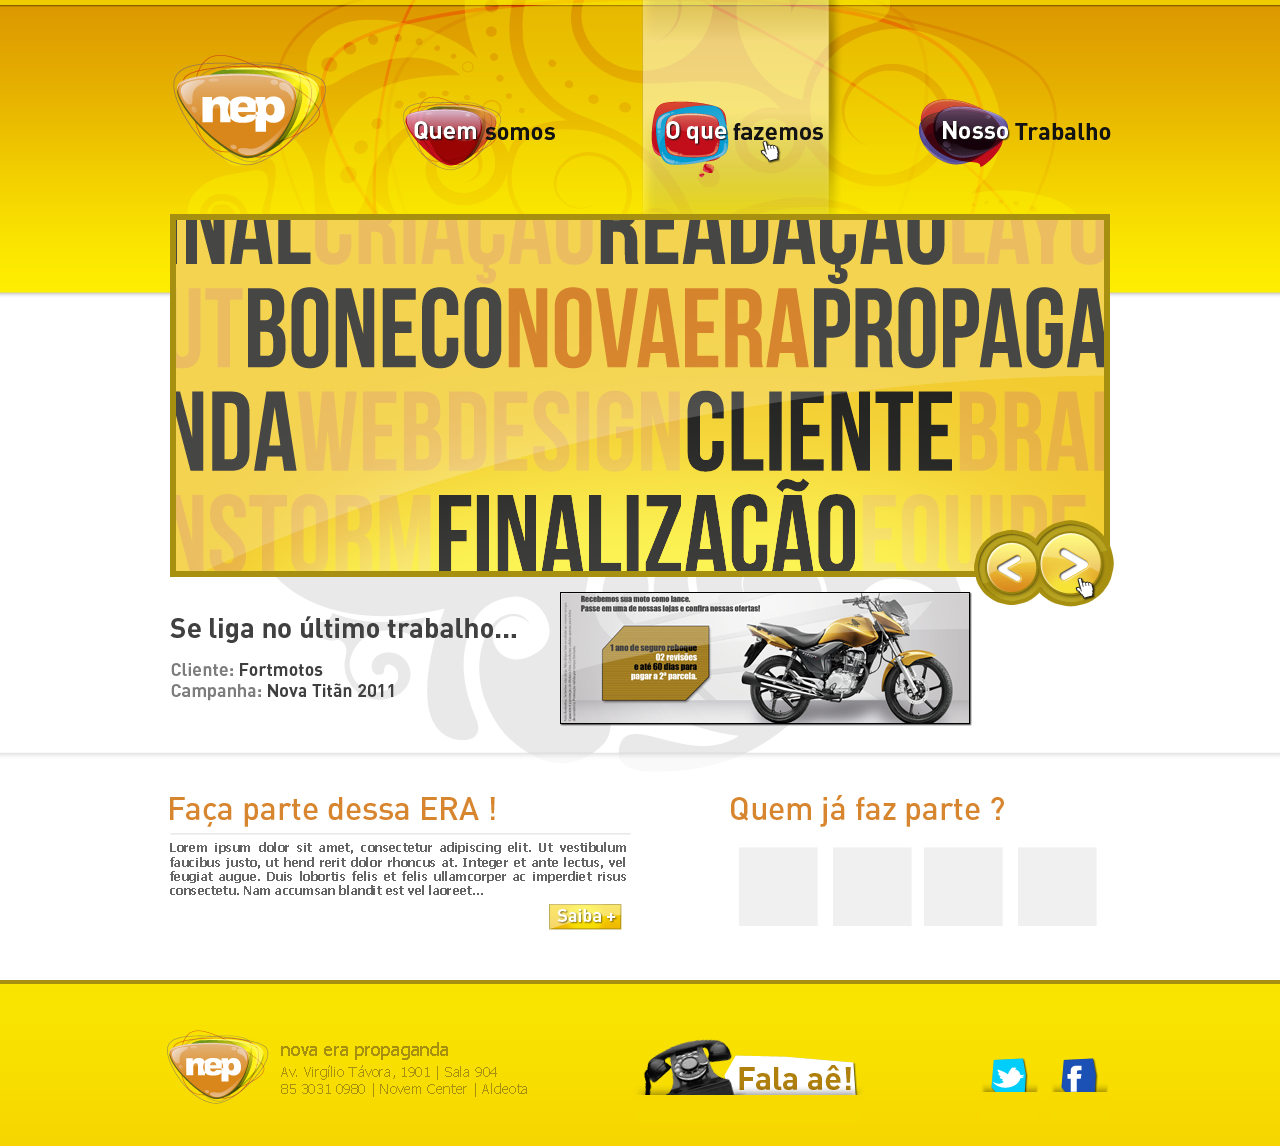 nep
Quem somos
O que fazemos
Nosso Trabalho
INAL CRIAÇÃO READAÇÃO LAYO
UT BONECO NOVAERA PROPAGA
NDA WEBDESIGN CLIENTE BRAI
NSTORM FINALIZAÇÃO EQUIPE
< >
Se liga no último trabalho...
Cliente: Fortmotos
Campanha: Nova Titãn 2011
Recebemos sua moto como lance.
Passe em uma de nossas lojas e confira nossas ofertas!
1 ano de seguro reboque
02 revisões
e até 60 dias para
pagar a 2ª parcela.
Faça parte dessa ERA !
Lorem ipsum dolor sit amet, consectetur adipiscing elit. Ut vestibulum
faucibus justo, ut hend rerit dolor rhoncus at. Integer et ante lectus, vel
feugiat augue. Duis lobortis felis et felis ullamcorper ac imperdiet risus
consectetu. Nam accumsan blandit est vel laoreet...
Saiba +
Quem já faz parte ?
nep
nova era propaganda
Av. Virgílio Távora, 1901 | Sala 904
85 3031 0980 | Novem Center | Aldeota
Fala aê!